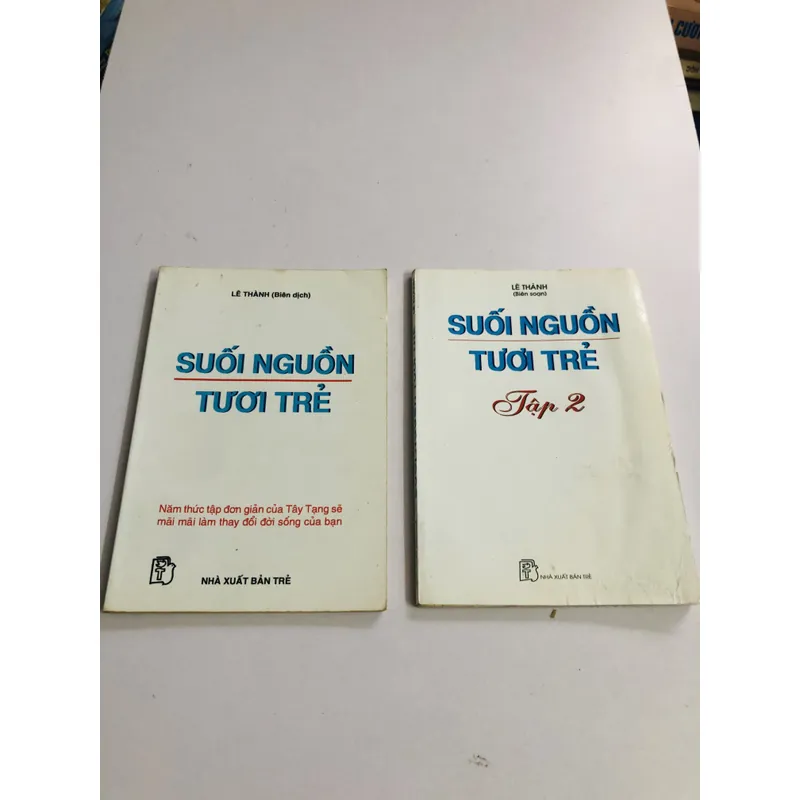 LÊ THÀNH (Biên dịch)
SUỐI NGUỒN
TƯƠI TRẺ
Năm thức tập đơn giản của Tây Tạng sẽ
mãi mãi làm thay đổi đời sống của bạn
NHÀ XUẤT BẢN TRẺ
LÊ THÀNH
(Biên soạn)
SUỐI NGUỒN
TƯƠI TRẺ
Tập 2
NHÀ XUẤT BẢN TRẺ